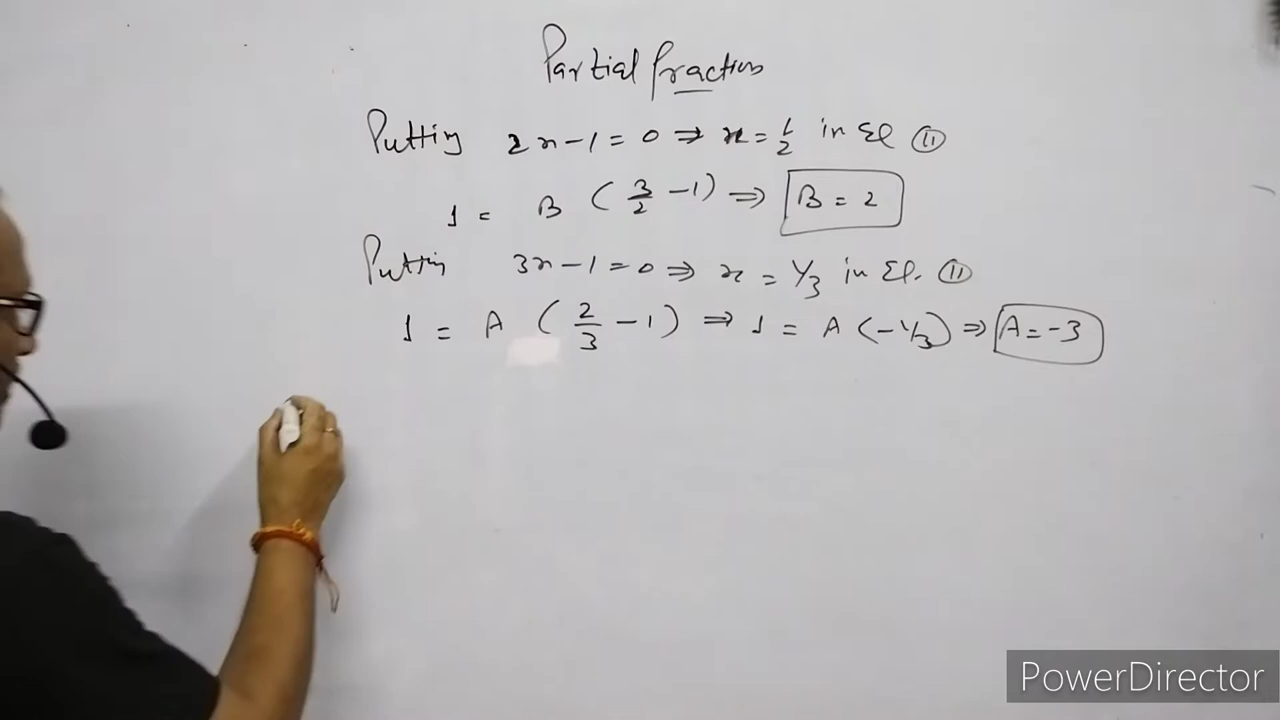 Partial fractions
Putting 2x-1=0 ⇒ x=1/2 in Eq (11)
1 = B (3/2 -1) ⇒ B = 2
Putting 3x-1=0 ⇒ x = 1/3 in Eq. (11)
1 = A (2/3 -1) ⇒ 1 = A (-1/3) ⇒ A = -3
PowerDirector